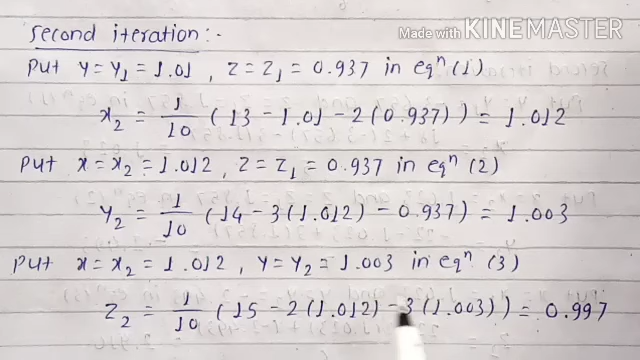 Made with KINEMASTER
second iteration :-
Put y = y₁ = 1.01 , z = z₁ = 0.937 in eqⁿ (1)
x₂ = 1/10 ( 13 - 1.01 - 2 (0.937) ) = 1.012
Put x = x₂ = 1.012 , z = z₁ = 0.937 in eqⁿ (2)
y₂ = 1/10 ( 14 - 3 (1.012) - 0.937 ) = 1.003
Put x = x₂ = 1.012 , y = y₂ = 1.003 in eqⁿ (3)
z₂ = 1/10 ( 15 - 2 (1.012) - 3 (1.003) ) = 0.997